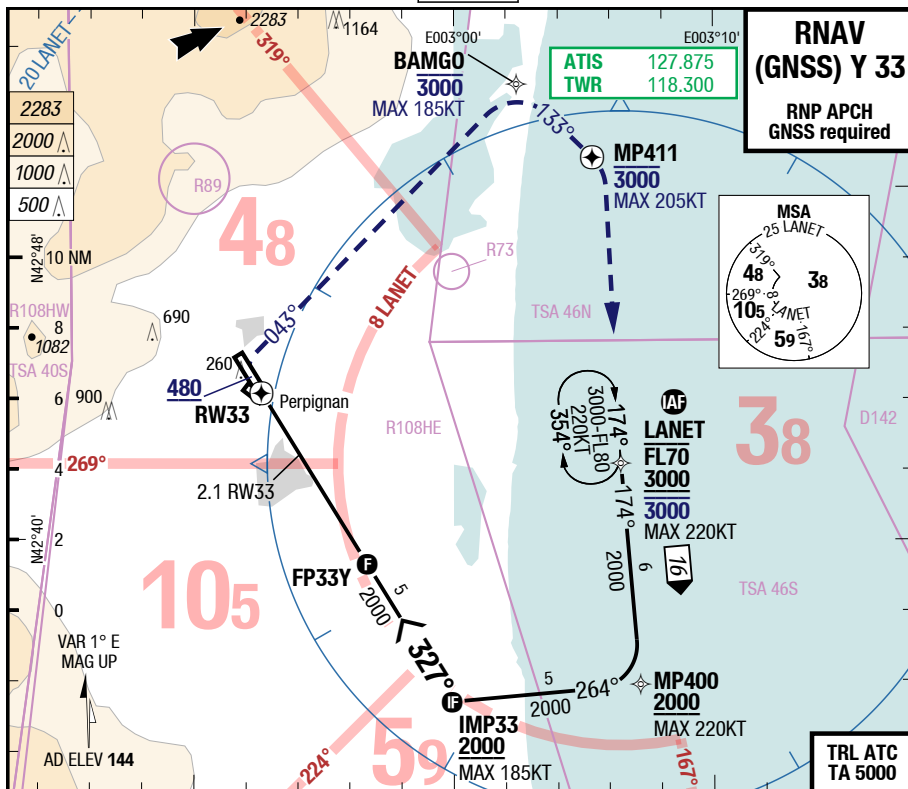 20 LANET
2283
1164
319°
E003°00'
BAMGO
3000
MAX 185KT
ATIS 127.875
TWR 118.300
E003°10'
RNAV
(GNSS) Y 33
RNP APCH
GNSS required
2283
2000
1000
500
133°
MP411
3000
MAX 205KT
R89
48
N42°48'
10 NM
R73
8 LANET
MSA
25 LANET
319°
48
38
269°
8 LANET
105
224°
59
167°
R108HW
8
1082
TSA 40S
690
043°
TSA 46N
260
480
RW33
Perpignan
6
900
174°
3000-FL80
220KT
354°
IAF
LANET
FL70
3000
3000
MAX 220KT
38
D142
R108HE
4
269°
2.1 RW33
174°
N42°40'
2
FP33Y
F
5
2000
6
2000
16
TSA 46S
0
105
VAR 1° E
MAG UP
327°
IF
5
2000
264°
MP400
2000
MAX 220KT
IMP33
2000
MAX 185KT
AD ELEV 144
224°
59
167°
TRL ATC
TA 5000